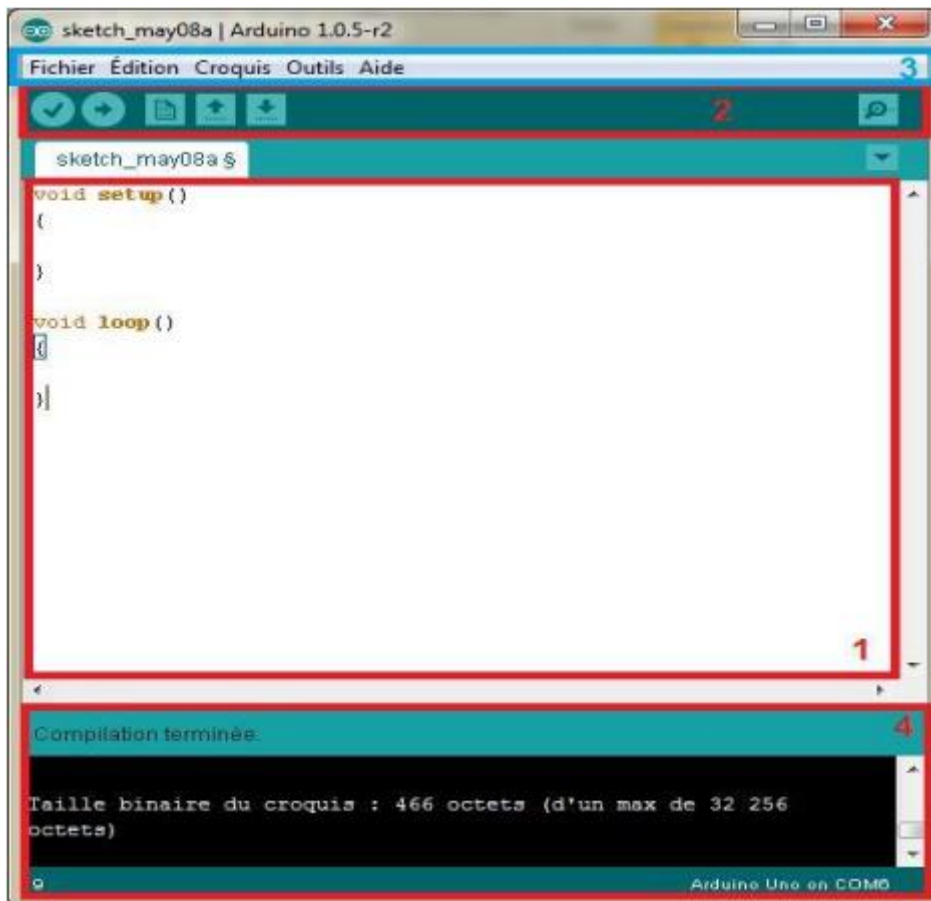 sketch_may08a | Arduino 1.0.5-r2
Fichier Édition Croquis Outils Aide
3
2
sketch_may08a §
void setup()
{
}
void loop()
{
}
1
4
Compilation terminée.
Taille binaire du croquis : 466 octets (d'un max de 32 256
octets)
9
Arduino Uno on COM6